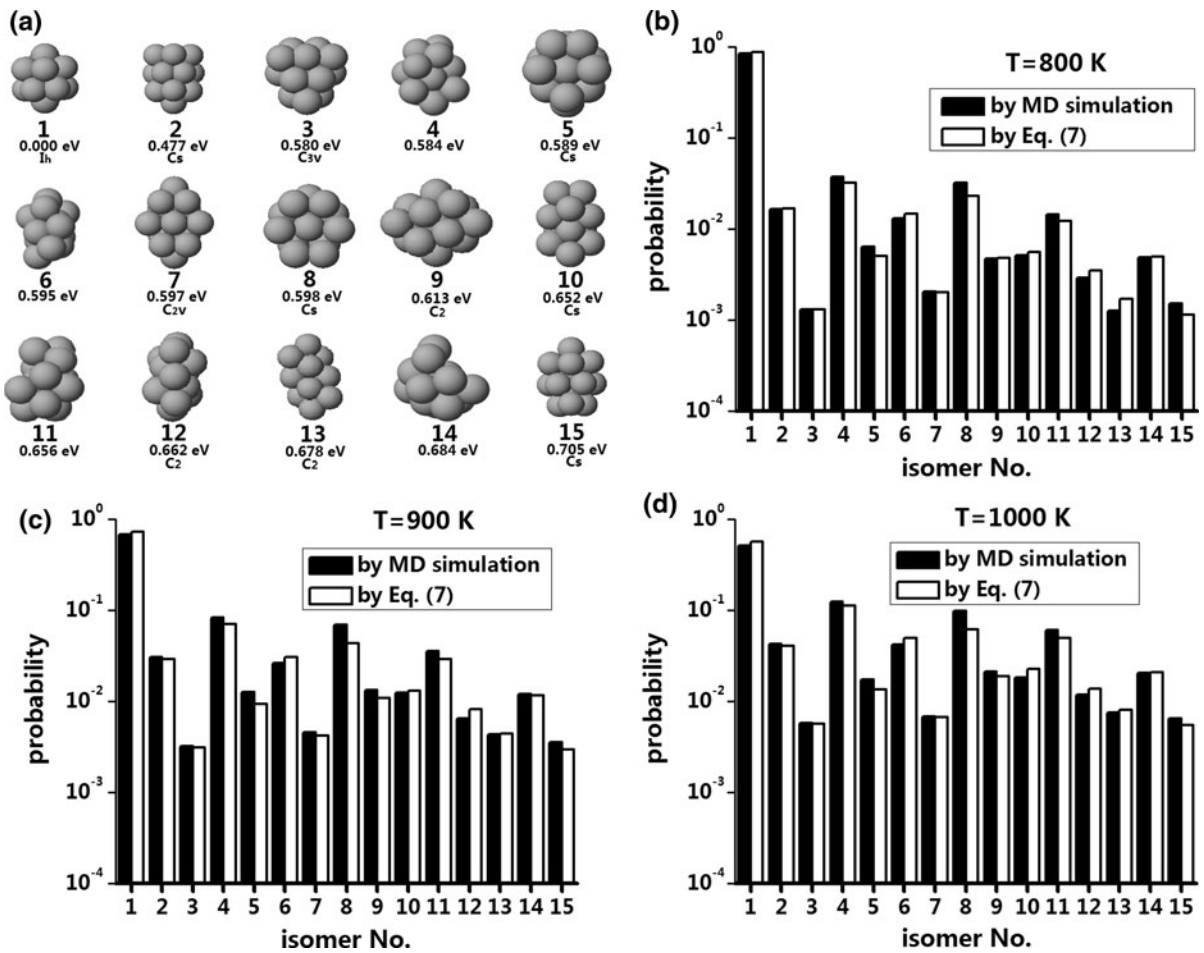 (a)
1 2 3 4 5
0.000 eV 0.477 eV 0.580 eV 0.584 eV 0.589 eV
Ih Cs C3v Cs
6 7 8 9 10
0.595 eV 0.597 eV 0.598 eV 0.613 eV 0.652 eV
C2v Cs C2 Cs
11 12 13 14 15
0.656 eV 0.662 eV 0.678 eV 0.684 eV 0.705 eV
C2 C2 Cs
(b)
T=800 K
by MD simulation
by Eq. (7)
probability
10^0
10^-1
10^-2
10^-3
10^-4
1 2 3 4 5 6 7 8 9 10 11 12 13 14 15
isomer No.
(c)
T=900 K
by MD simulation
by Eq. (7)
probability
10^0
10^-1
10^-2
10^-3
10^-4
1 2 3 4 5 6 7 8 9 10 11 12 13 14 15
isomer No.
(d)
T=1000 K
by MD simulation
by Eq. (7)
probability
10^0
10^-1
10^-2
10^-3
10^-4
1 2 3 4 5 6 7 8 9 10 11 12 13 14 15
isomer No.